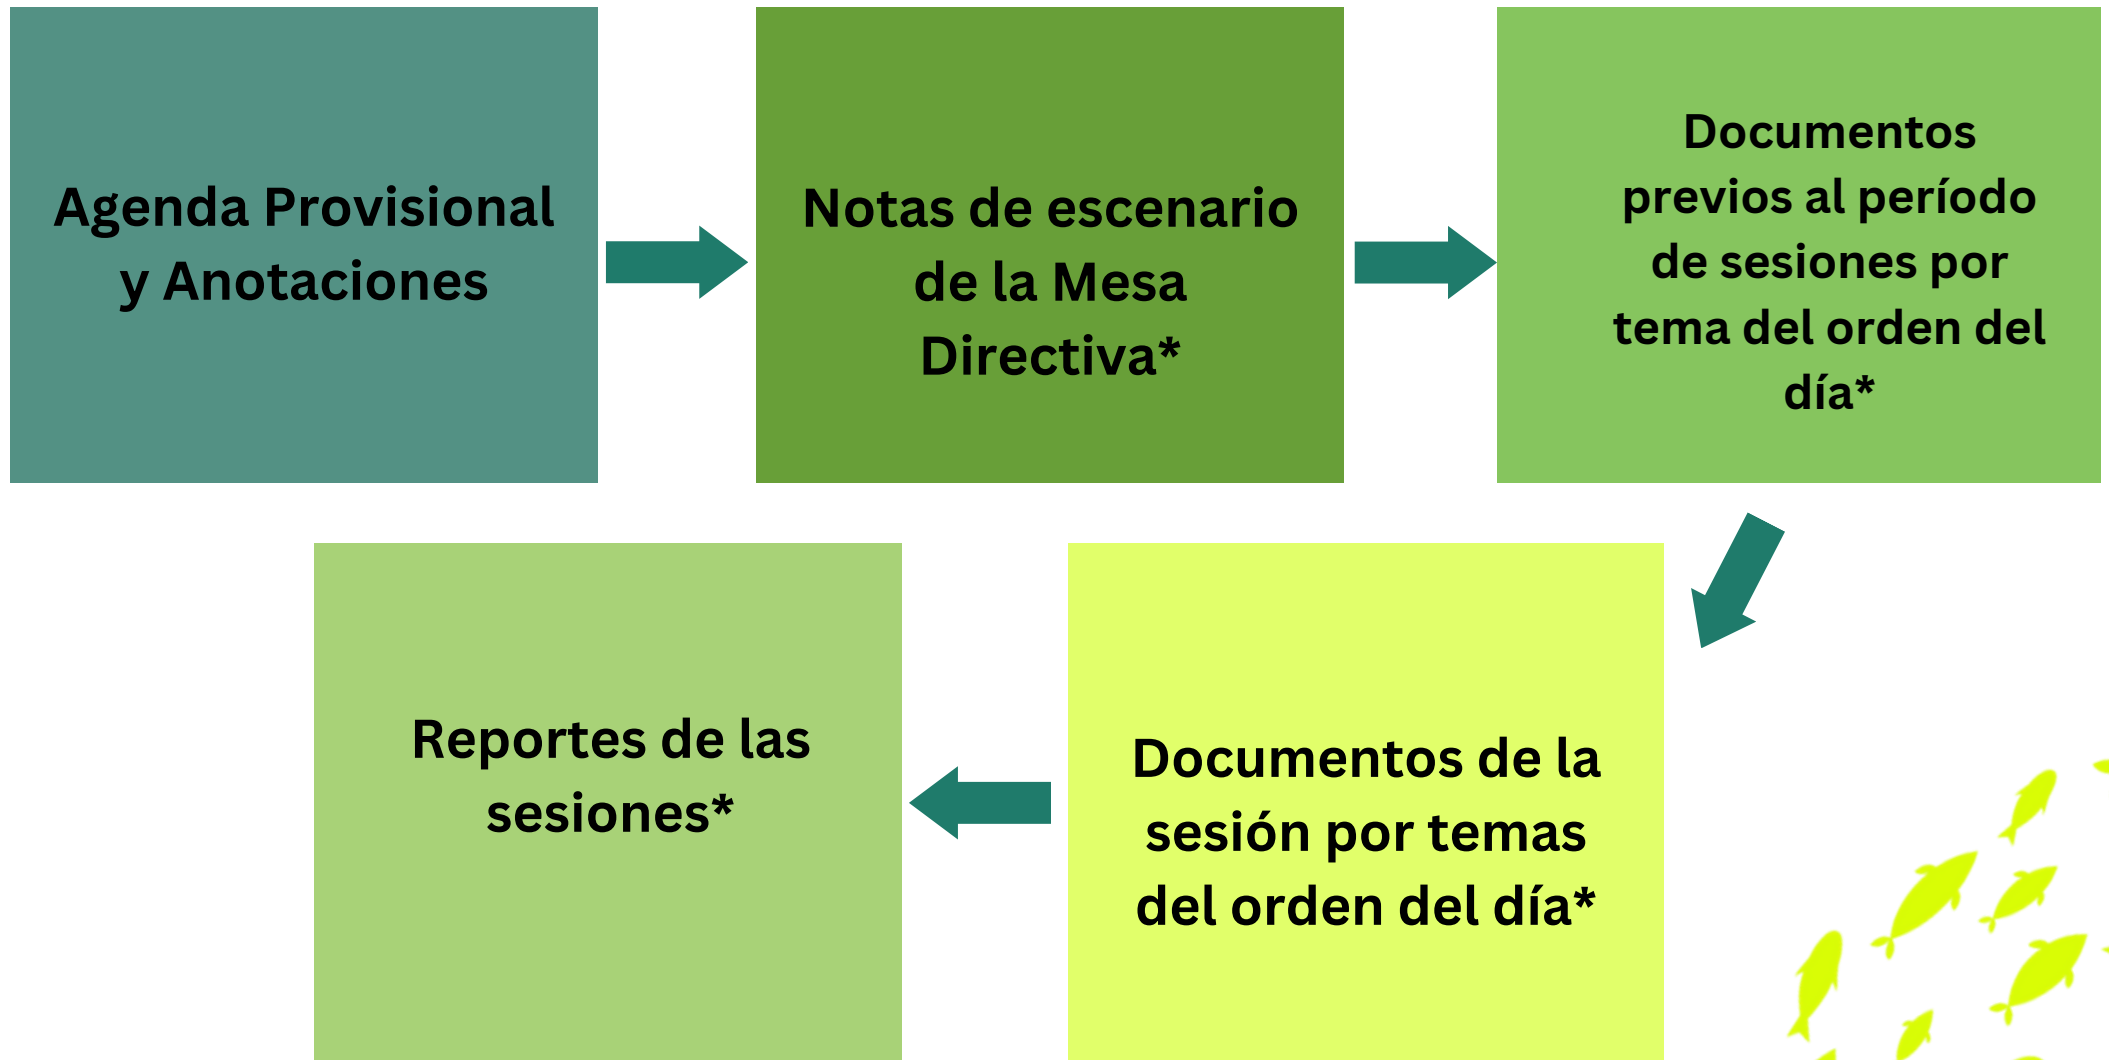 Agenda Provisional
y Anotaciones
Notas de escenario
de la Mesa
Directiva*
Documentos
previos al período
de sesiones por
tema del orden del
día*
Documentos de la
sesión por temas
del orden del día*
Reportes de las
sesiones*